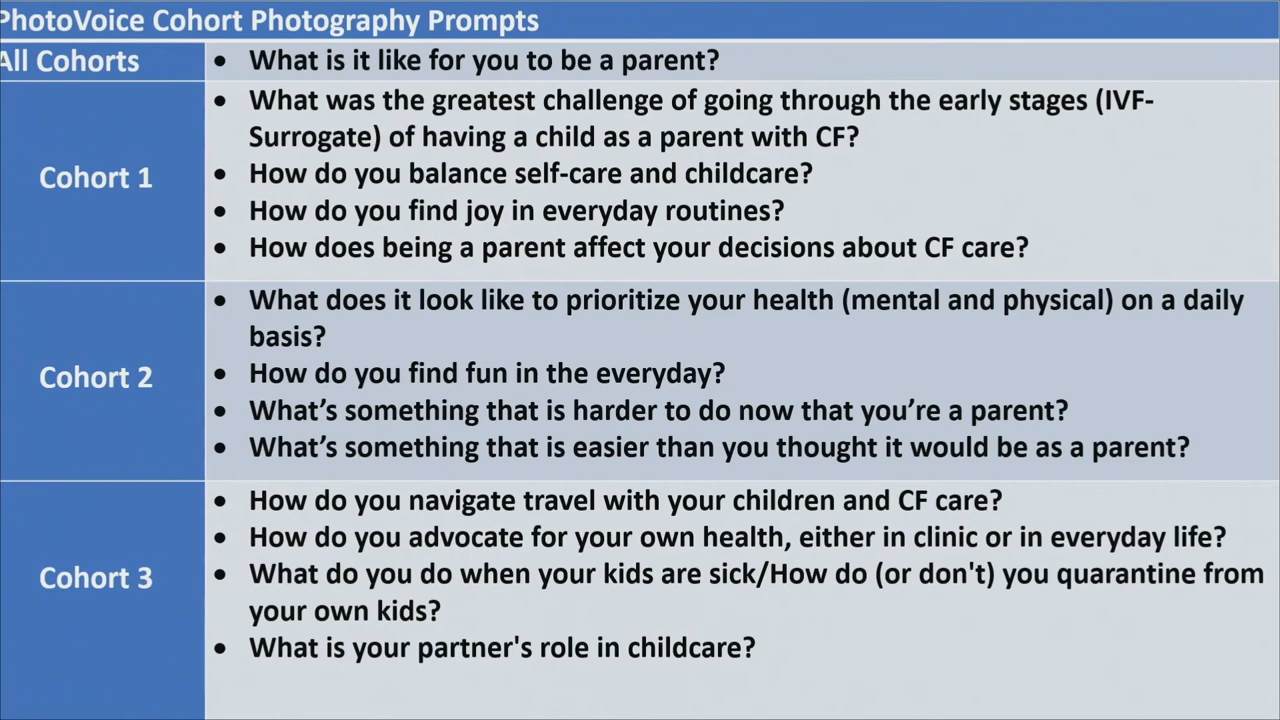 PhotoVoice Cohort Photography Prompts
All Cohorts
• What is it like for you to be a parent?
Cohort 1
• What was the greatest challenge of going through the early stages (IVF-
Surrogate) of having a child as a parent with CF?
• How do you balance self-care and childcare?
• How do you find joy in everyday routines?
• How does being a parent affect your decisions about CF care?
Cohort 2
• What does it look like to prioritize your health (mental and physical) on a daily
basis?
• How do you find fun in the everyday?
• What’s something that is harder to do now that you’re a parent?
• What’s something that is easier than you thought it would be as a parent?
Cohort 3
• How do you navigate travel with your children and CF care?
• How do you advocate for your own health, either in clinic or in everyday life?
• What do you do when your kids are sick/How do (or don't) you quarantine from
your own kids?
• What is your partner's role in childcare?